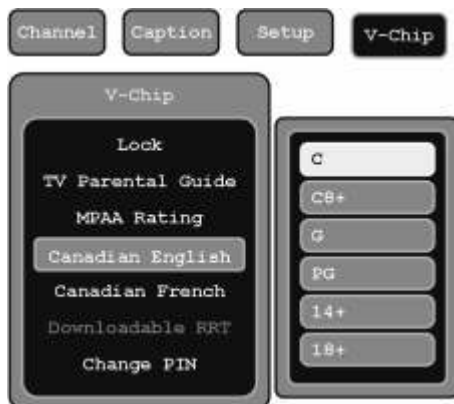 Channel Caption Setup V-Chip
V-Chip
Lock
TV Parental Guide
MPAA Rating
Canadian English
Canadian French
Downloadable RRT
Change PIN
C
C8+
G
PG
14+
18+